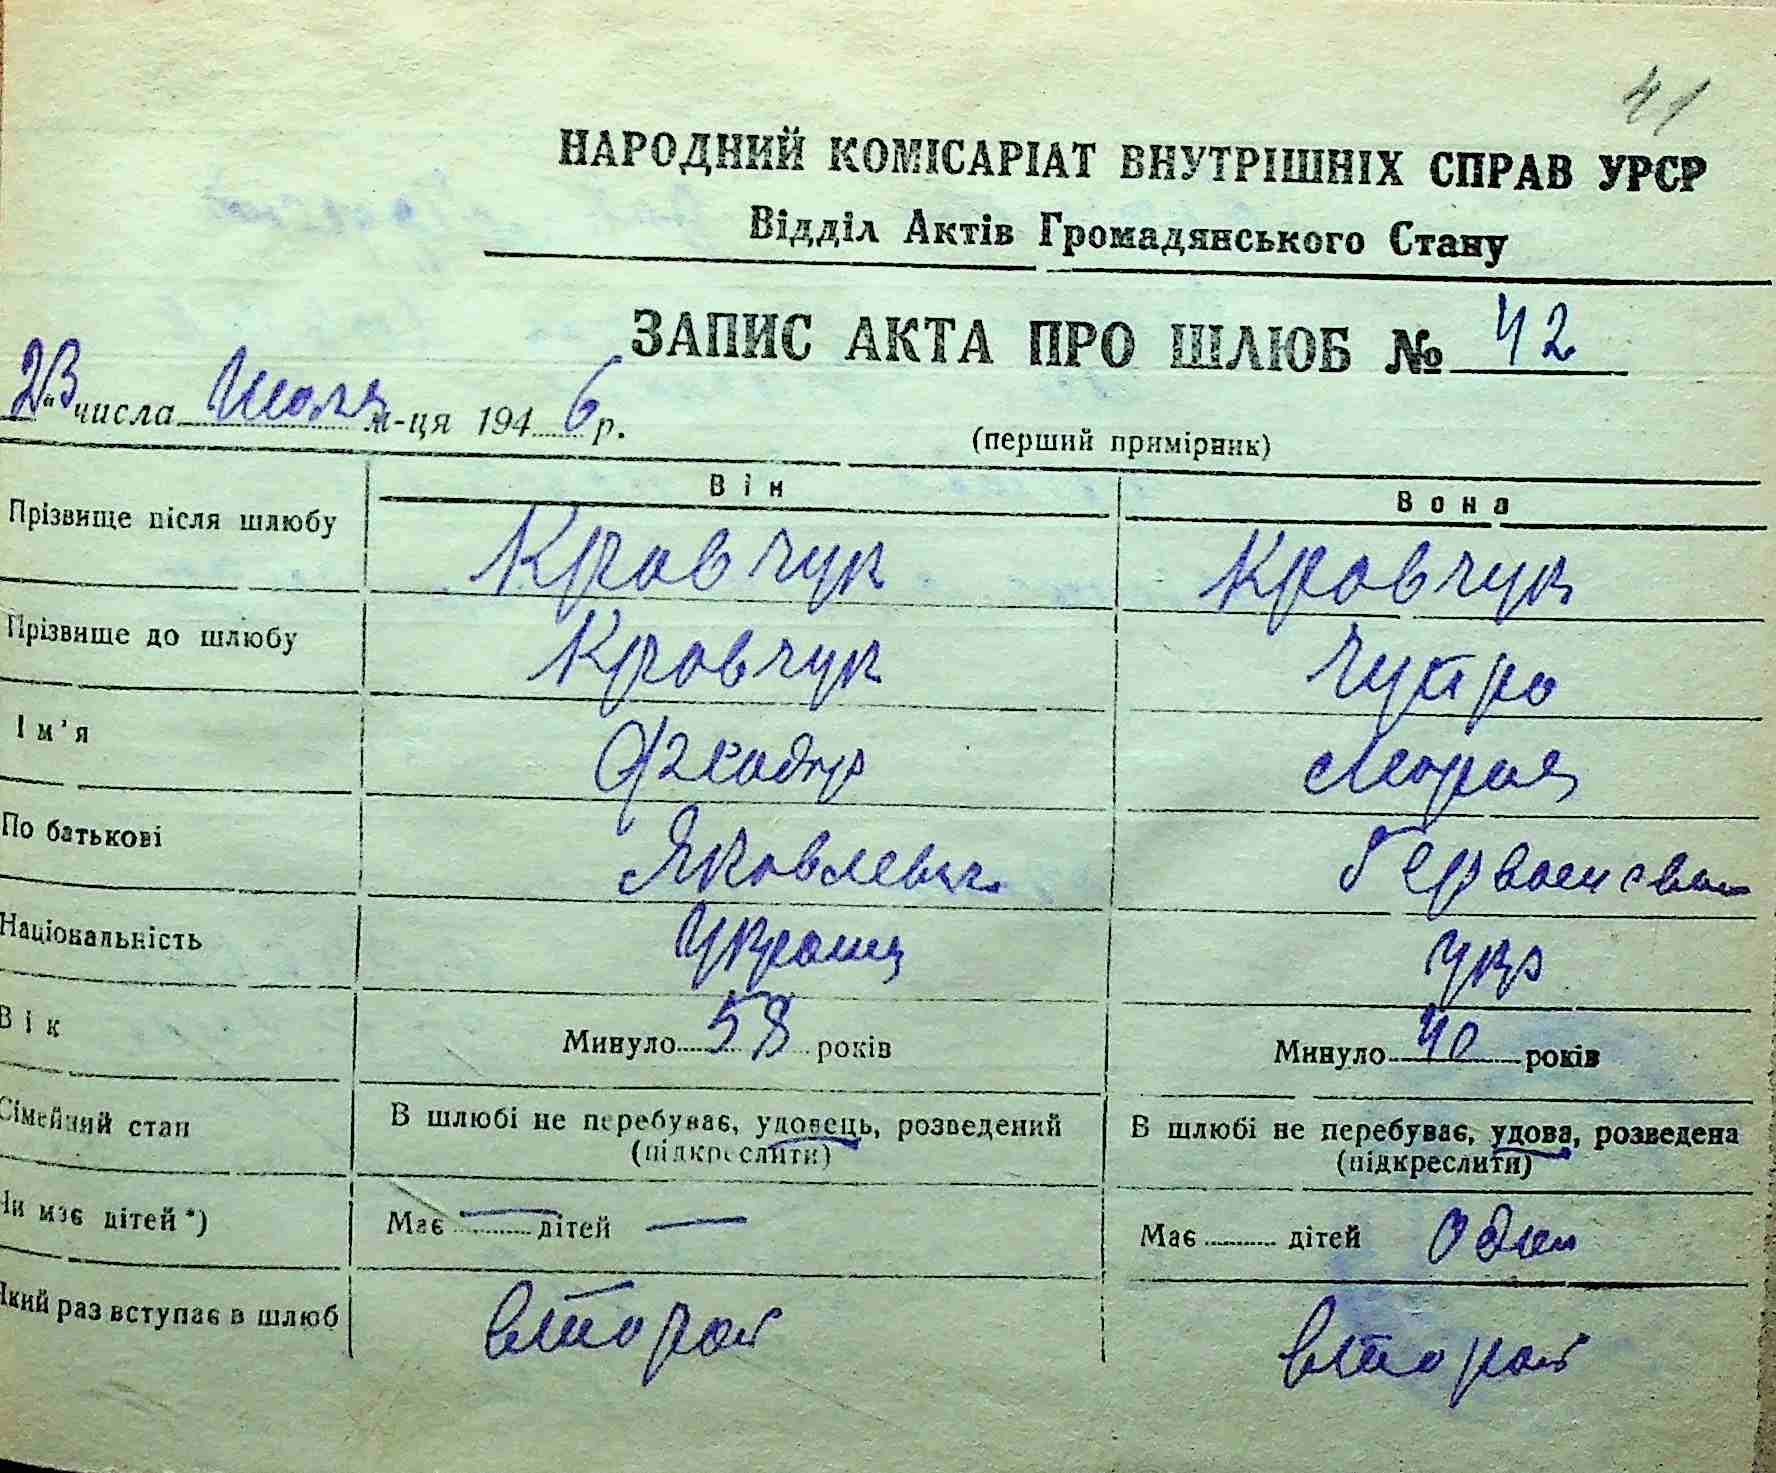 41
НАРОДНИЙ КОМІСАРІАТ ВНУТРІШНІХ СПРАВ УРСР
Відділ Актів Громадянського Стану
ЗАПИС АКТА ПРО ШЛЮБ № 42
23" числа Июля м-ця 1946 р.
(перший примірник)
Він Вона
Прізвище після шлюбу Кравчук Кравчук
Прізвище до шлюбу Кравчук
Ім'я Мария
По батькові Яковлевич
Національність Украинц укр
Вік Минуло 58 років Минуло 40 років
Сімейний стан В шлюбі не перебуває, удовець, розведений В шлюбі не перебуває, удова, розведена
(підкреслити) (підкреслити)
Чи має дітей *) Має — дітей — Має ... дітей один
Який раз вступає в шлюб второй второй